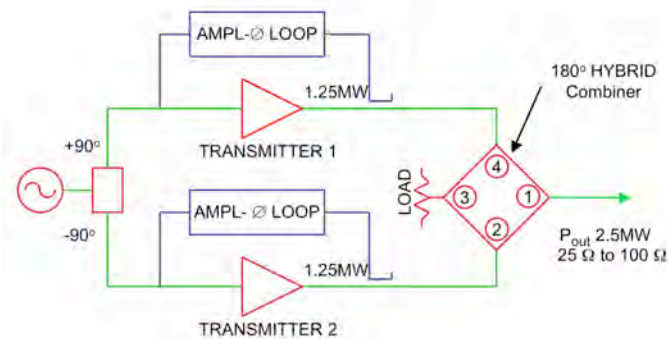 AMPL-∅ LOOP
180° HYBRID
Combiner
1.25MW
+90°
TRANSMITTER 1
LOAD
4
3
1
2
AMPL- ∅ LOOP
-90°
1.25MW
Pout 2.5MW
25 Ω to 100 Ω
TRANSMITTER 2